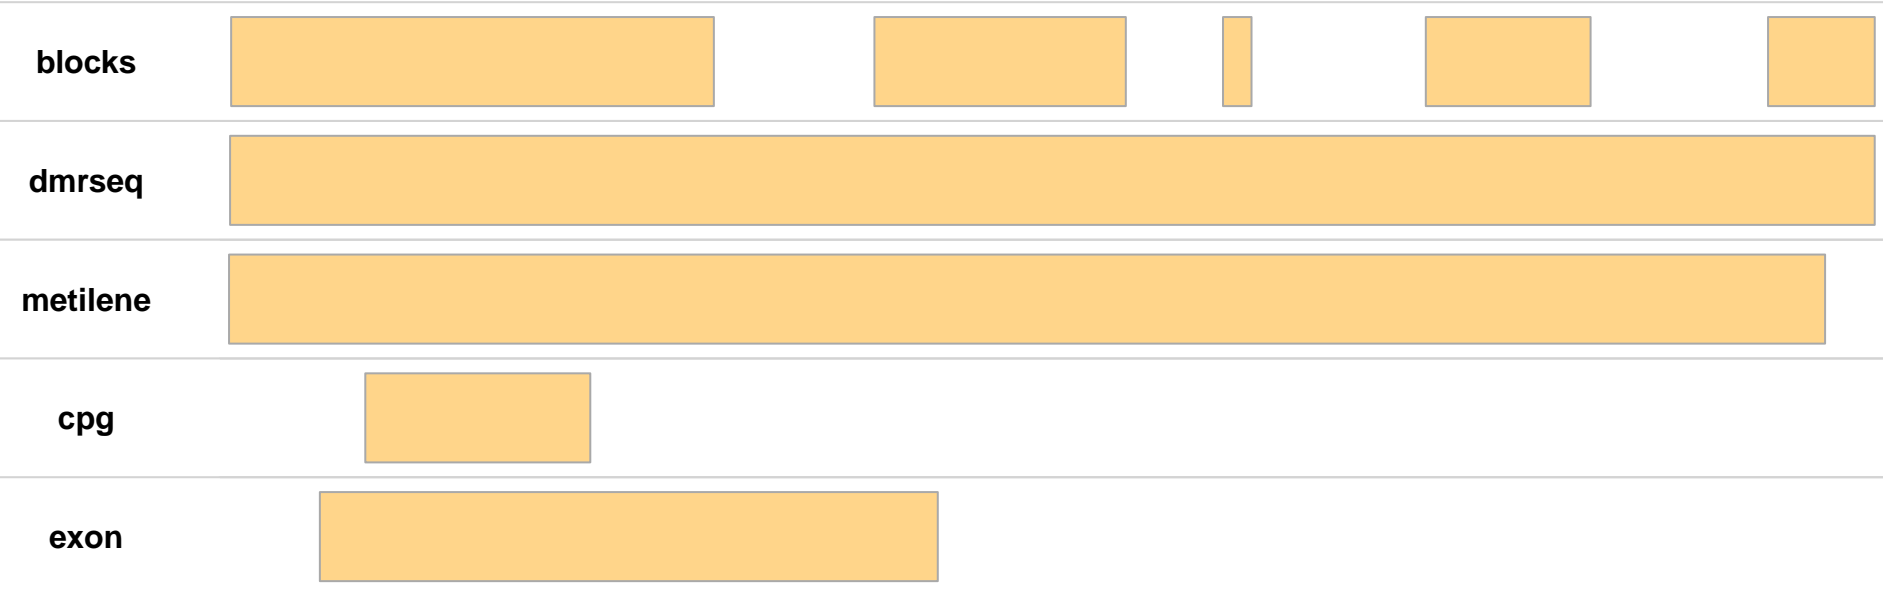 blocks
dmrseq
metilene
cpg
exon